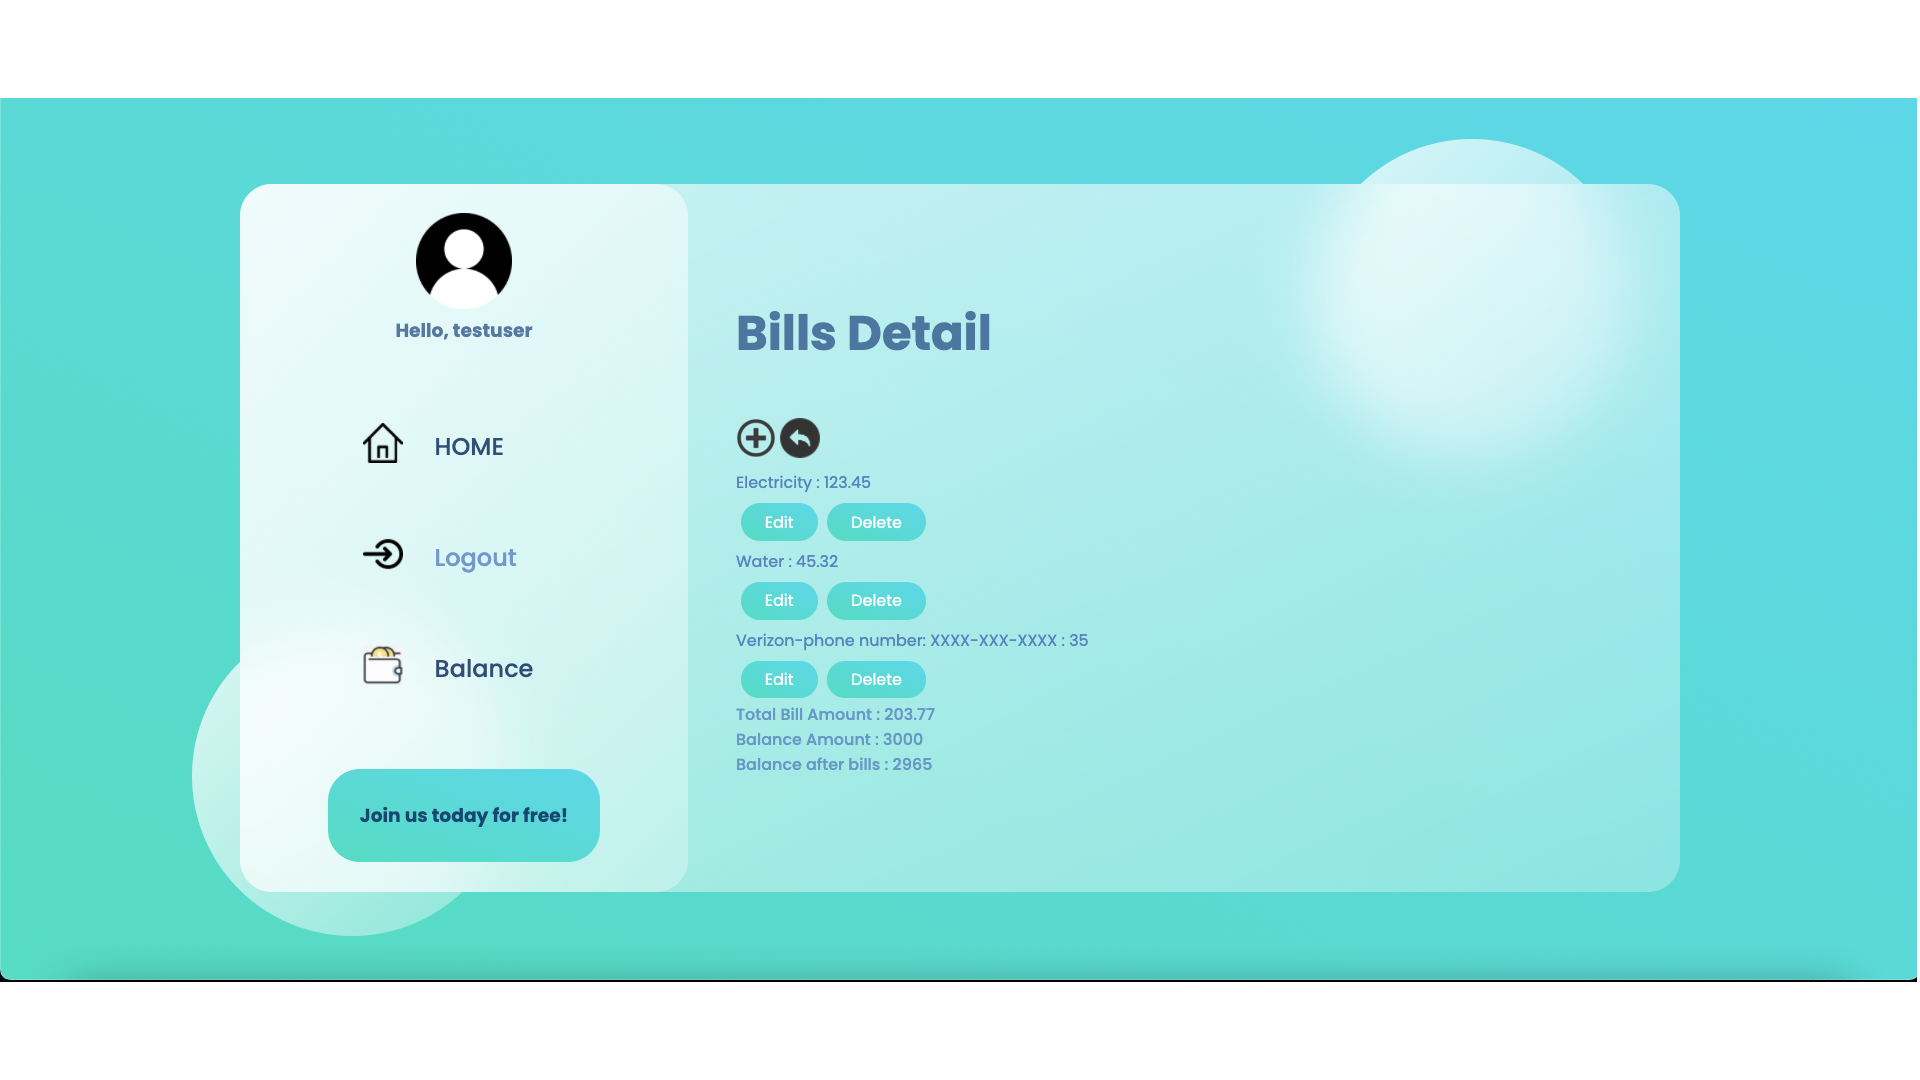 Hello, testuser
HOME
Logout
Balance
Join us today for free!
Bills Detail
Electricity : 123.45
Edit Delete
Water : 45.32
Edit Delete
Verizon-phone number: XXXX-XXX-XXXX : 35
Edit Delete
Total Bill Amount : 203.77
Balance Amount : 3000
Balance after bills : 2965